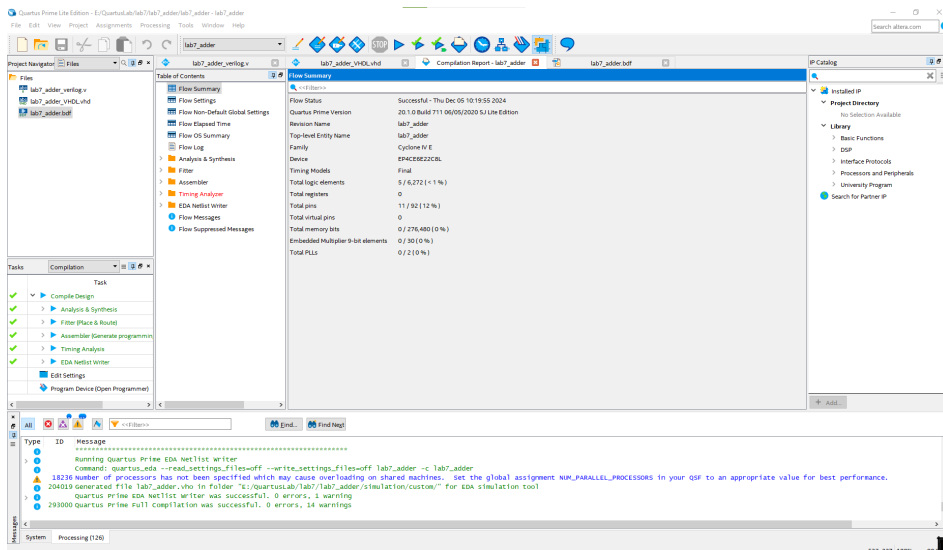 Quartus Prime Lite Edition - E:/QuartusLab/lab7/lab7_adder/lab7_adder - lab7_adder
File Edit View Project Assignments Processing Tools Window Help
Search altera.com
lab7_adder
STOP
Project Navigator Files
Files
lab7_adder_verilog.v
lab7_adder_VHDL.vhd
lab7_adder.bdf
lab7_adder_verilog.v lab7_adder_VHDL.vhd Compilation Report - lab7_adder lab7_adder.bdf
Table of Contents
Flow Summary
Flow Settings
Flow Non-Default Global Settings
Flow Elapsed Time
Flow OS Summary
Flow Log
Analysis & Synthesis
Fitter
Assembler
Timing Analyzer
EDA Netlist Writer
Flow Messages
Flow Suppressed Messages
Flow Summary
<<Filter>>
Flow Status Successful - Thu Dec 05 10:19:55 2024
Quartus Prime Version 20.1.0 Build 711 06/05/2020 SJ Lite Edition
Revision Name lab7_adder
Top-level Entity Name lab7_adder
Family Cyclone IV E
Device EP4CE6E22C8L
Timing Models Final
Total logic elements 5 / 6,272 ( < 1 % )
Total registers 0
Total pins 11 / 92 ( 12 % )
Total virtual pins 0
Total memory bits 0 / 276,480 ( 0 % )
Embedded Multiplier 9-bit elements 0 / 30 ( 0 % )
Total PLLs 0 / 2 ( 0 % )
IP Catalog
Installed IP
Project Directory
No Selection Available
Library
Basic Functions
DSP
Interface Protocols
Processors and Peripherals
University Program
Search for Partner IP
+ Add...
Tasks Compilation
Task
Compile Design
Analysis & Synthesis
Fitter (Place & Route)
Assembler (Generate programmin
Timing Analysis
EDA Netlist Writer
Edit Settings
Program Device (Open Programmer)
All <<Filter>> Find... Find Next
Type ID Message
Running Quartus Prime EDA Netlist Writer
Command: quartus_eda --read_settings_files=off --write_settings_files=off lab7_adder -c lab7_adder
18236 Number of processors has not been specified which may cause overloading on shared machines. Set the global assignment NUM_PARALLEL_PROCESSORS in your QSF to an appropriate value for best performance.
204019 Generated file lab7_adder.vho in folder "E:/QuartusLab/lab7/lab7_adder/simulation/custom/" for EDA simulation tool
Quartus Prime EDA Netlist Writer was successful. 0 errors, 1 warning
293000 Quartus Prime Full Compilation was successful. 0 errors, 14 warnings
Messages
System Processing (126)